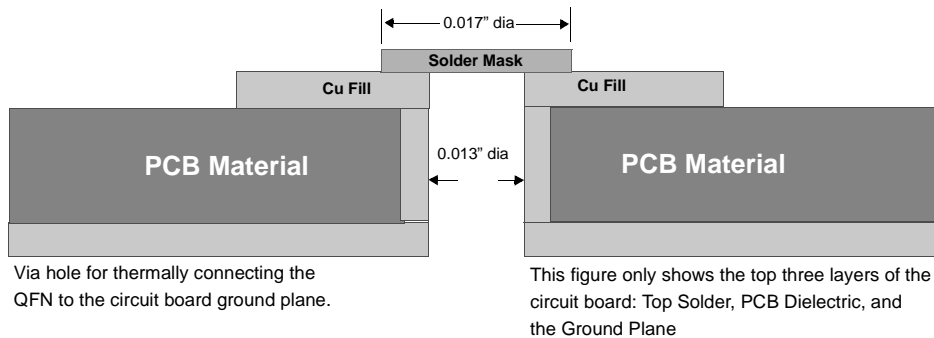 0.017” dia
Solder Mask
Cu Fill
Cu Fill
PCB Material
0.013” dia
PCB Material
Via hole for thermally connecting the
QFN to the circuit board ground plane.
This figure only shows the top three layers of the
circuit board: Top Solder, PCB Dielectric, and
the Ground Plane